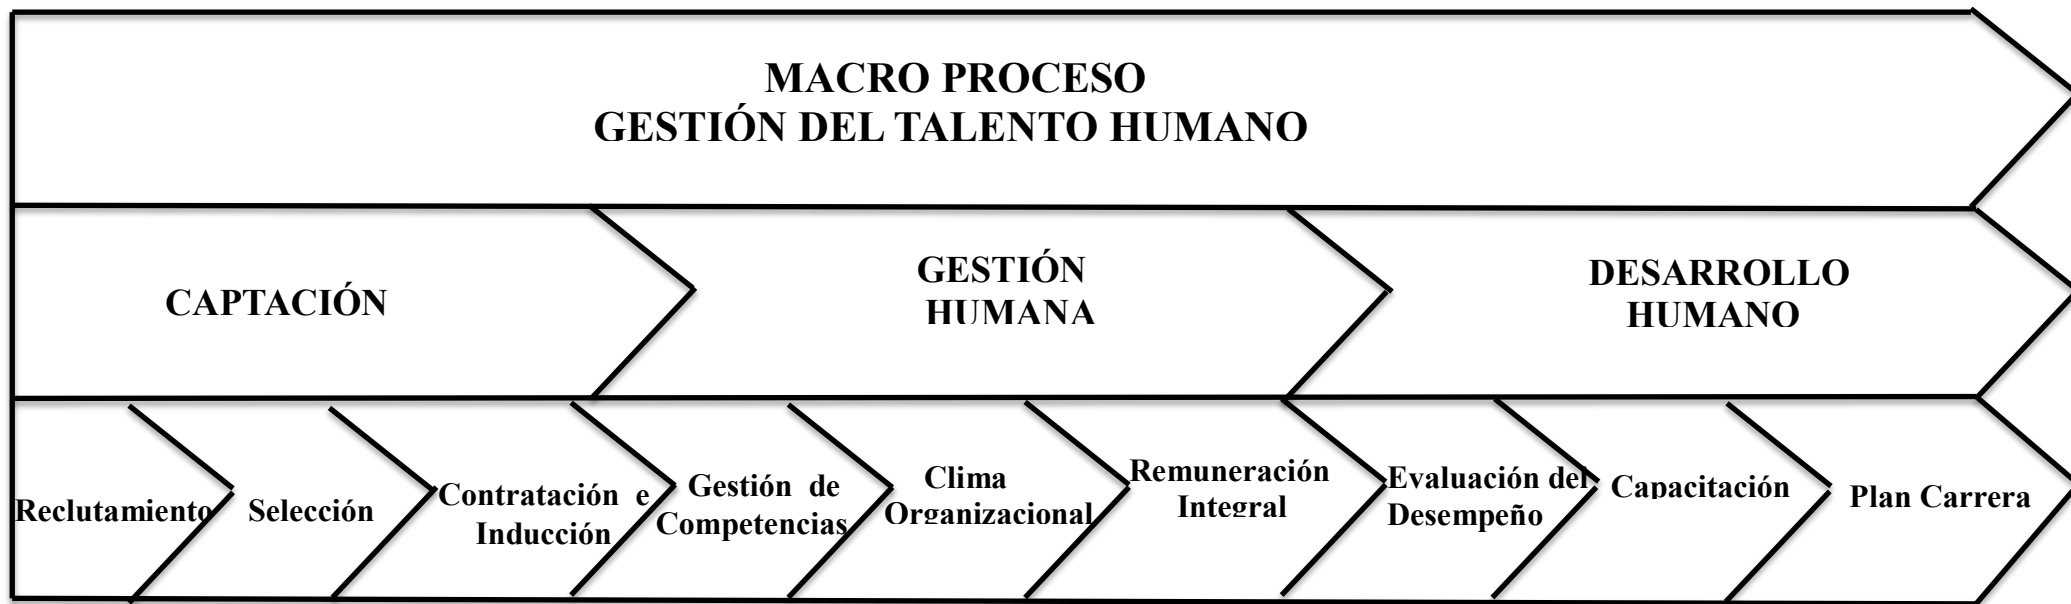 MACRO PROCESO
GESTIÓN DEL TALENTO HUMANO
CAPTACIÓN
GESTIÓN
HUMANA
DESARROLLO
HUMANO
Reclutamiento
Selección
Contratación e
Inducción
Gestión de
Competencias
Clima
Organizacional
Remuneración
Integral
Evaluación del
Desempeño
Capacitación
Plan Carrera